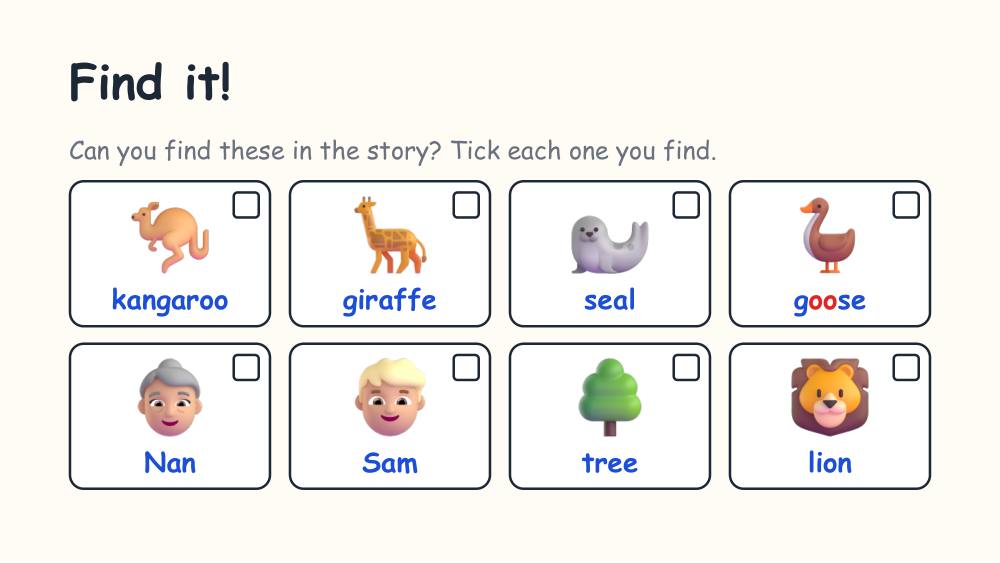 Find it!
Can you find these in the story? Tick each one you find.
kangaroo giraffe seal goose
Nan Sam tree lion